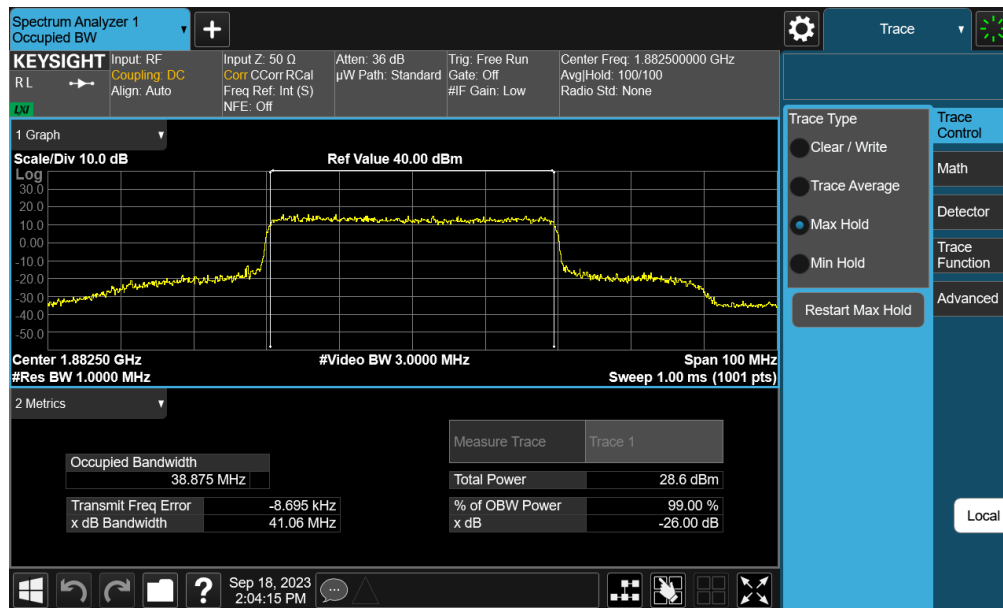 Spectrum Analyzer 1
Occupied BW
+
Trace
KEYSIGHT
R L
LXI
Input: RF
Coupling: DC
Align: Auto
Input Z: 50 Ω
Corr CCorr RCal
Freq Ref: Int (S)
NFE: Off
Atten: 36 dB
µW Path: Standard
Trig: Free Run
Gate: Off
#IF Gain: Low
Center Freq: 1.882500000 GHz
Avg|Hold: 100/100
Radio Std: None
1 Graph
Scale/Div 10.0 dB
Ref Value 40.00 dBm
Log
30.0
20.0
10.0
0.00
-10.0
-20.0
-30.0
-40.0
-50.0
Center 1.88250 GHz
#Video BW 3.0000 MHz
Span 100 MHz
#Res BW 1.0000 MHz
Sweep 1.00 ms (1001 pts)
2 Metrics
Measure Trace
Trace 1
Occupied Bandwidth
38.875 MHz
Total Power
28.6 dBm
Transmit Freq Error
-8.695 kHz
% of OBW Power
99.00 %
x dB Bandwidth
41.06 MHz
x dB
-26.00 dB
Trace Type
Clear / Write
Trace Average
Max Hold
Min Hold
Restart Max Hold
Trace
Control
Math
Detector
Trace
Function
Advanced
Local
?
Sep 18, 2023
2:04:15 PM